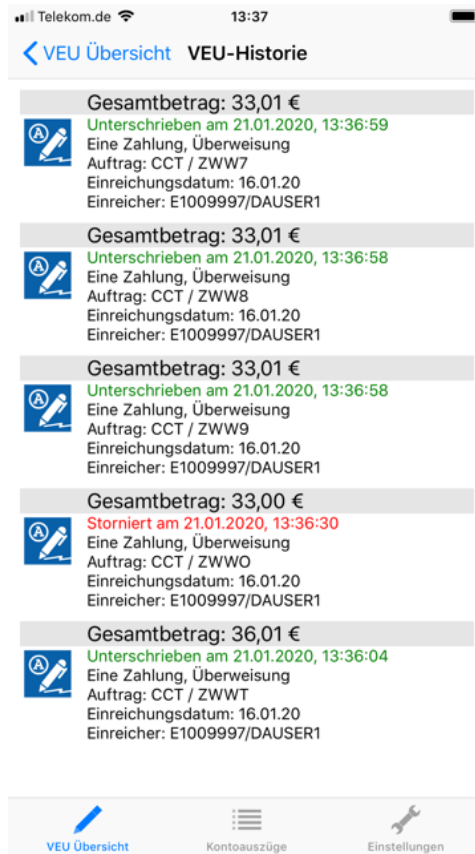 Telekom.de 13:37
VEU Übersicht VEU-Historie
Gesamtbetrag: 33,01 €
Unterschrieben am 21.01.2020, 13:36:59
Eine Zahlung, Überweisung
Auftrag: CCT / ZWW7
Einreichungsdatum: 16.01.20
Einreicher: E1009997/DAUSER1
Gesamtbetrag: 33,01 €
Unterschrieben am 21.01.2020, 13:36:58
Eine Zahlung, Überweisung
Auftrag: CCT / ZWW8
Einreichungsdatum: 16.01.20
Einreicher: E1009997/DAUSER1
Gesamtbetrag: 33,01 €
Unterschrieben am 21.01.2020, 13:36:58
Eine Zahlung, Überweisung
Auftrag: CCT / ZWW9
Einreichungsdatum: 16.01.20
Einreicher: E1009997/DAUSER1
Gesamtbetrag: 33,00 €
Storniert am 21.01.2020, 13:36:30
Eine Zahlung, Überweisung
Auftrag: CCT / ZWWO
Einreichungsdatum: 16.01.20
Einreicher: E1009997/DAUSER1
Gesamtbetrag: 36,01 €
Unterschrieben am 21.01.2020, 13:36:04
Eine Zahlung, Überweisung
Auftrag: CCT / ZWWT
Einreichungsdatum: 16.01.20
Einreicher: E1009997/DAUSER1
VEU Übersicht Kontoauszüge Einstellungen